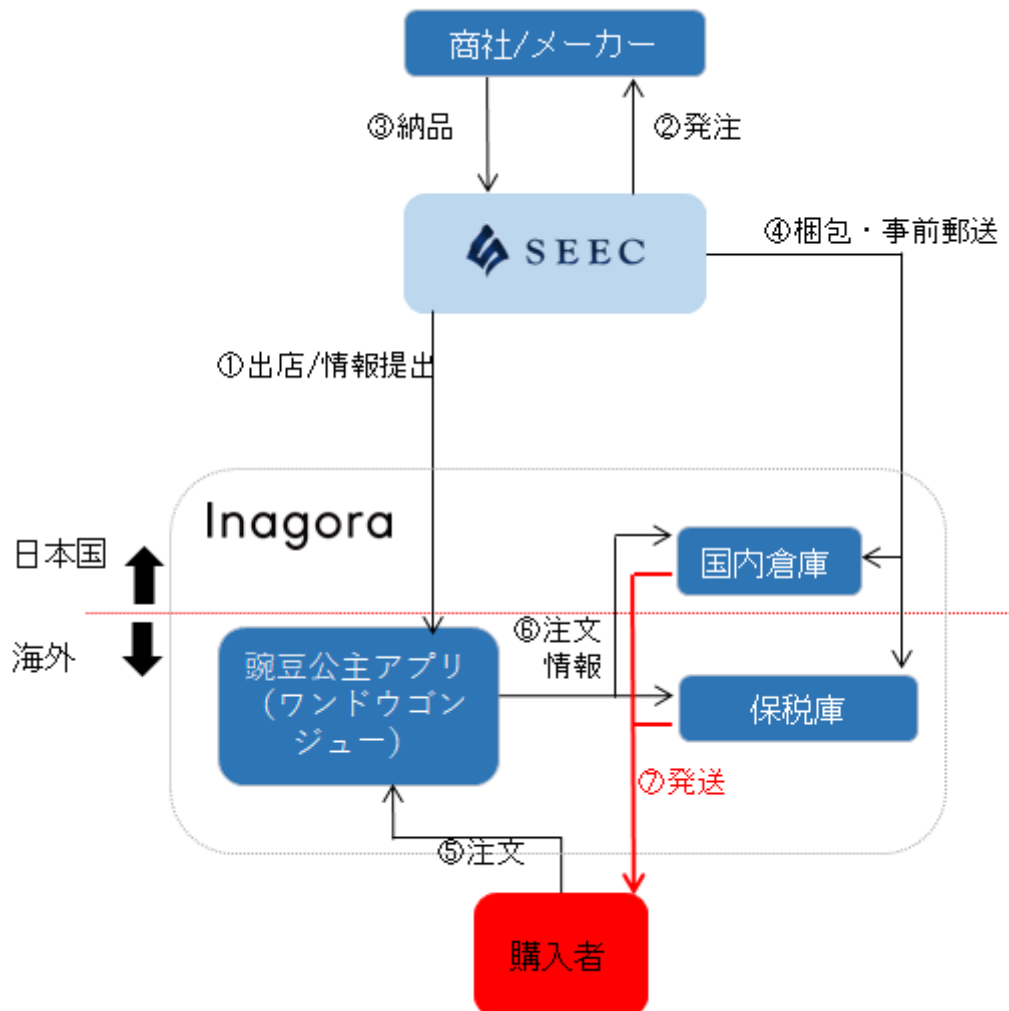 商社/メーカー
③納品
②発注
SEEC
④梱包・事前郵送
①出店/情報提出
Inagora
日本国
国内倉庫
海外
⑥注文
情報
豌豆公主アプリ
（ワンドウゴン
ジュー）
保税庫
⑦発送
⑤注文
購入者